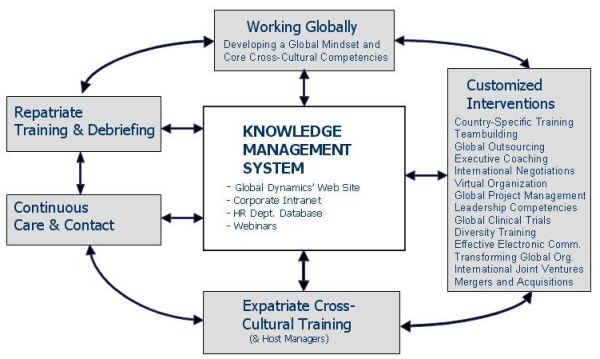 Working Globally
Developing a Global Mindset and
Core Cross-Cultural Competencies
Repatriate
Training & Debriefing
Continuous
Care & Contact
KNOWLEDGE
MANAGEMENT
SYSTEM
- Global Dynamics' Web Site
- Corporate Intranet
- HR Dept. Database
- Webinars
Customized
Interventions
Country-Specific Training
Teambuilding
Global Outsourcing
Executive Coaching
International Negotiations
Virtual Organization
Global Project Management
Leadership Competencies
Global Clinical Trials
Diversity Training
Effective Electronic Comm.
Transforming Global Org.
International Joint Ventures
Mergers and Acquisitions
Expatriate Cross-
Cultural Training
(& Host Managers)